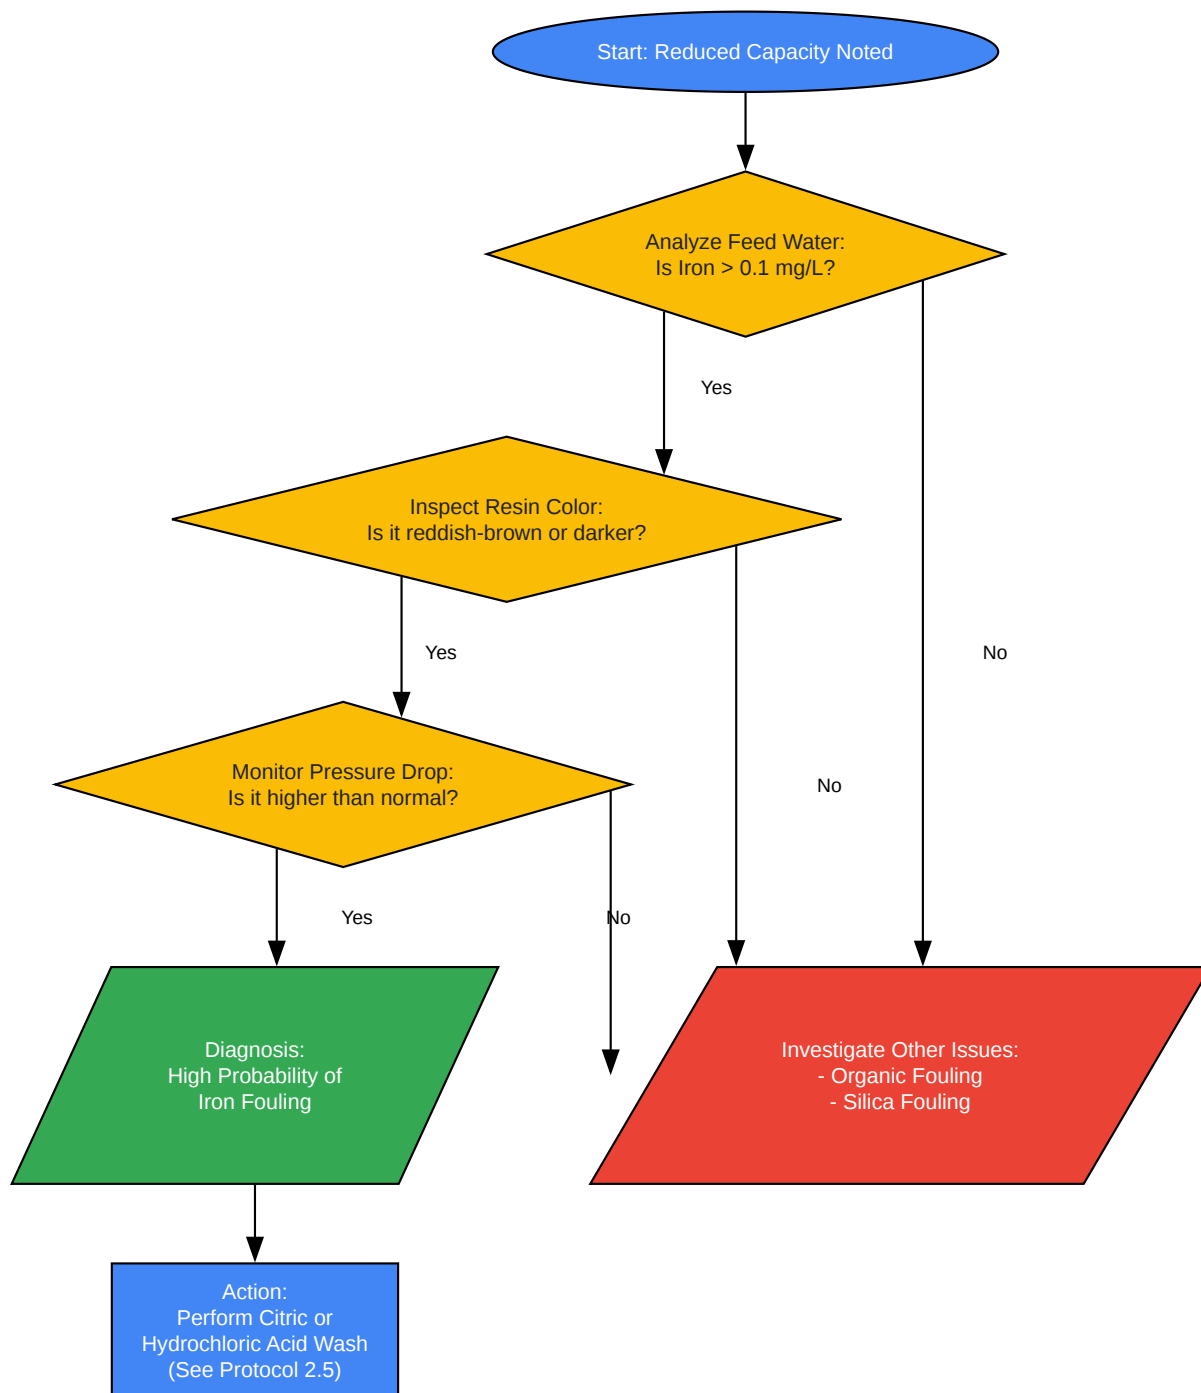 Start: Reduced Capacity Noted
Analyze Feed Water:
Is Iron > 0.1 mg/L?
Yes
Inspect Resin Color:
Is it reddish-brown or darker?
Yes
No
Monitor Pressure Drop:
Is it higher than normal?
No
Yes
No
Diagnosis:
High Probability of
Iron Fouling
Investigate Other Issues:
- Organic Fouling
- Silica Fouling
Action:
Perform Citric or
Hydrochloric Acid Wash
(See Protocol 2.5)